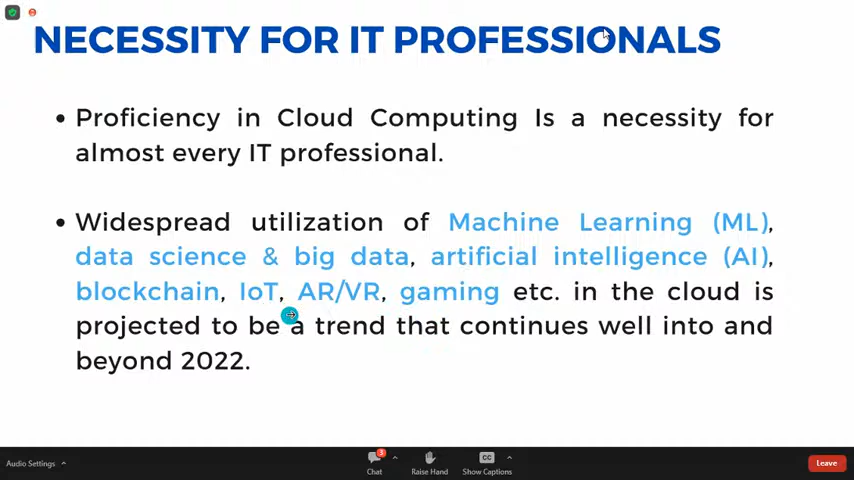 NECESSITY FOR IT PROFESSIONALS
• Proficiency in Cloud Computing Is a necessity for
almost every IT professional.
• Widespread utilization of Machine Learning (ML),
data science & big data, artificial intelligence (AI),
blockchain, IoT, AR/VR, gaming etc. in the cloud is
projected to be a trend that continues well into and
beyond 2022.
Audio Settings
3
Chat
Raise Hand
CC
Show Captions
Leave